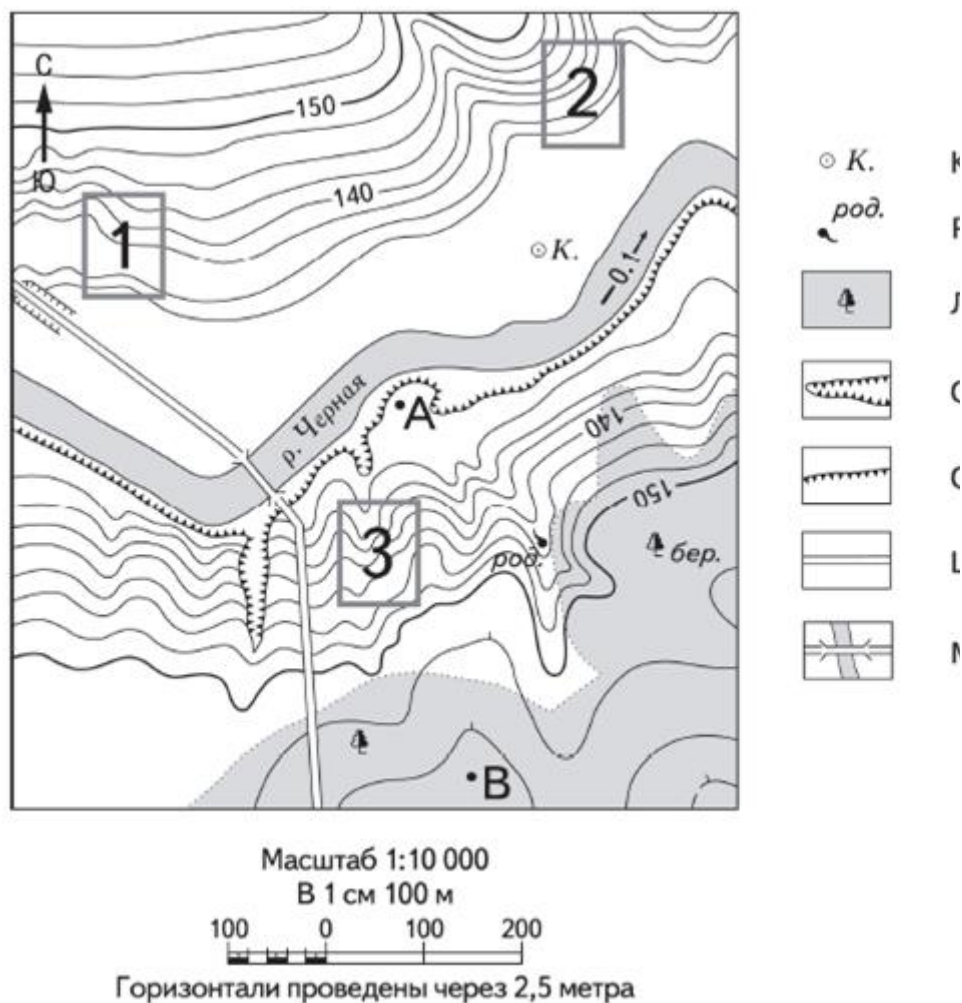 С
Ю
150
140
1
2
К.
0.1
р. Черная
А
140
150
3
род.
бер.
В
К.
род.
Масштаб 1:10 000
В 1 см 100 м
100 0 100 200
Горизонтали проведены через 2,5 метра